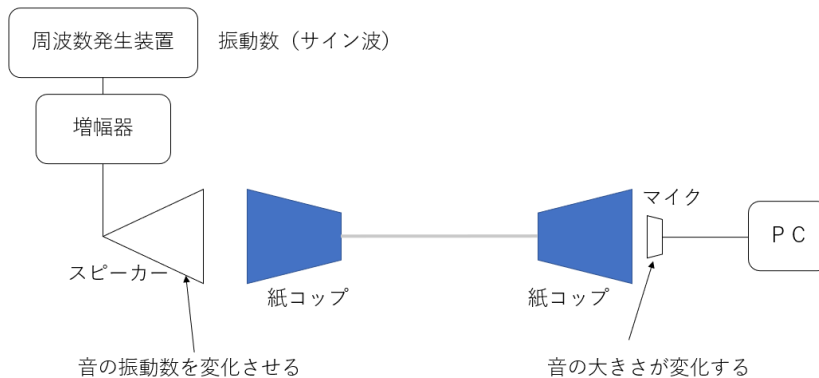 周波数発生装置
振動数（サイン波）
増幅器
マイク
ＰＣ
スピーカー
紙コップ
紙コップ
音の振動数を変化させる
音の大きさが変化する